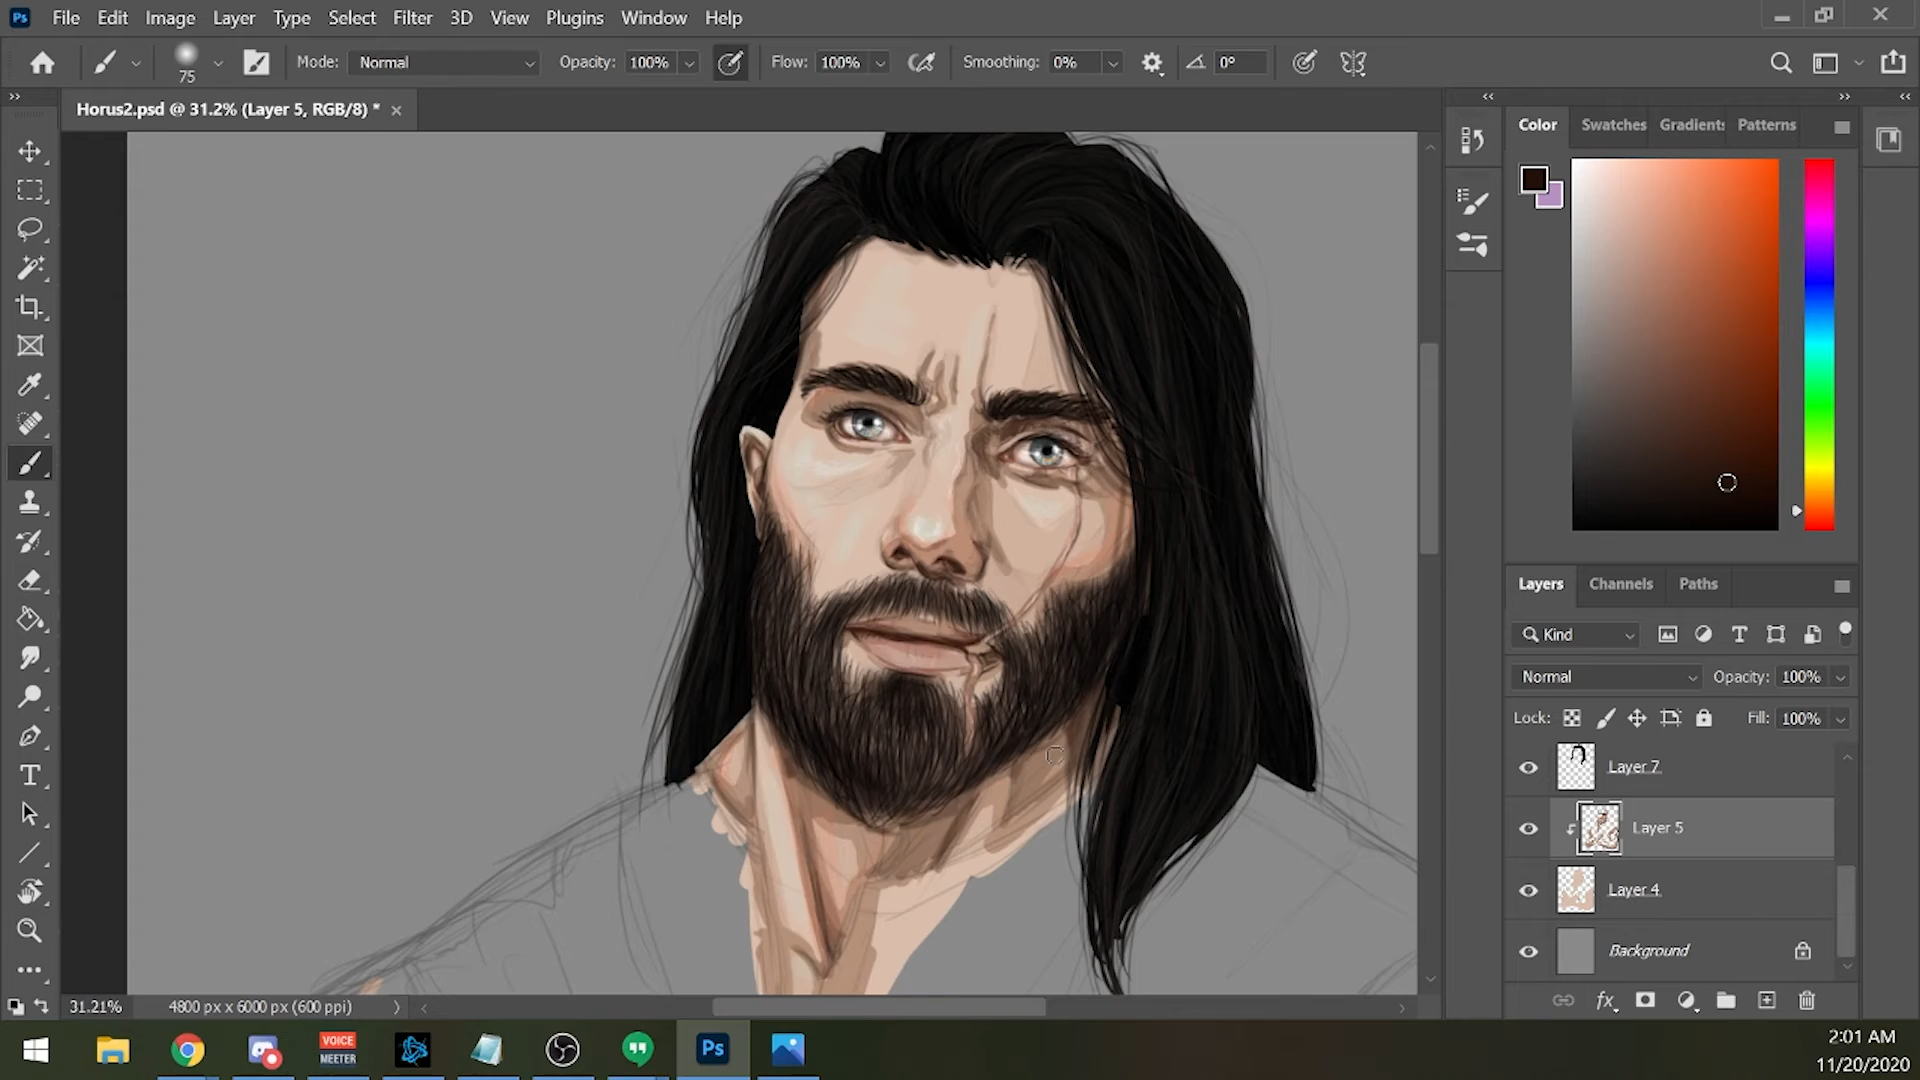 Ps File Edit Image Layer Type Select Filter 3D View Plugins Window Help
75 Mode: Normal Opacity: 100% Flow: 100% Smoothing: 0% 0°
Horus2.psd @ 31.2% (Layer 5, RGB/8) *
Color Swatches Gradients Patterns
Layers Channels Paths
Kind
Normal Opacity: 100%
Lock: Fill: 100%
Layer 7
Layer 5
Layer 4
Background
fx
31.21% 4800 px x 6000 px (600 ppi)
VOICE
MEETER
Ps
2:01 AM
11/20/2020